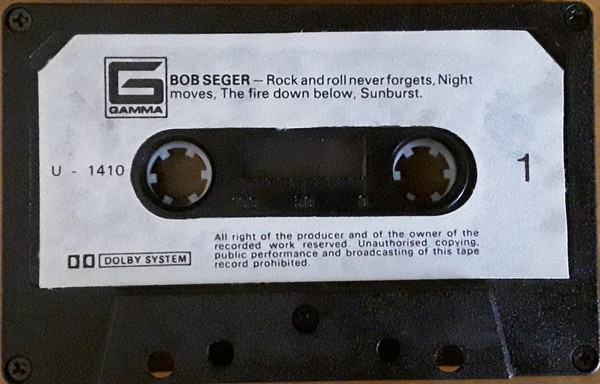 GAMMA
BOB SEGER – Rock and roll never forgets, Night
moves, The fire down below, Sunburst.
U - 1410
1
DOLBY SYSTEM
All right of the producer and of the owner of the
recorded work reserved. Unauthorised copying,
public performance and broadcasting of this tape
record prohibited.